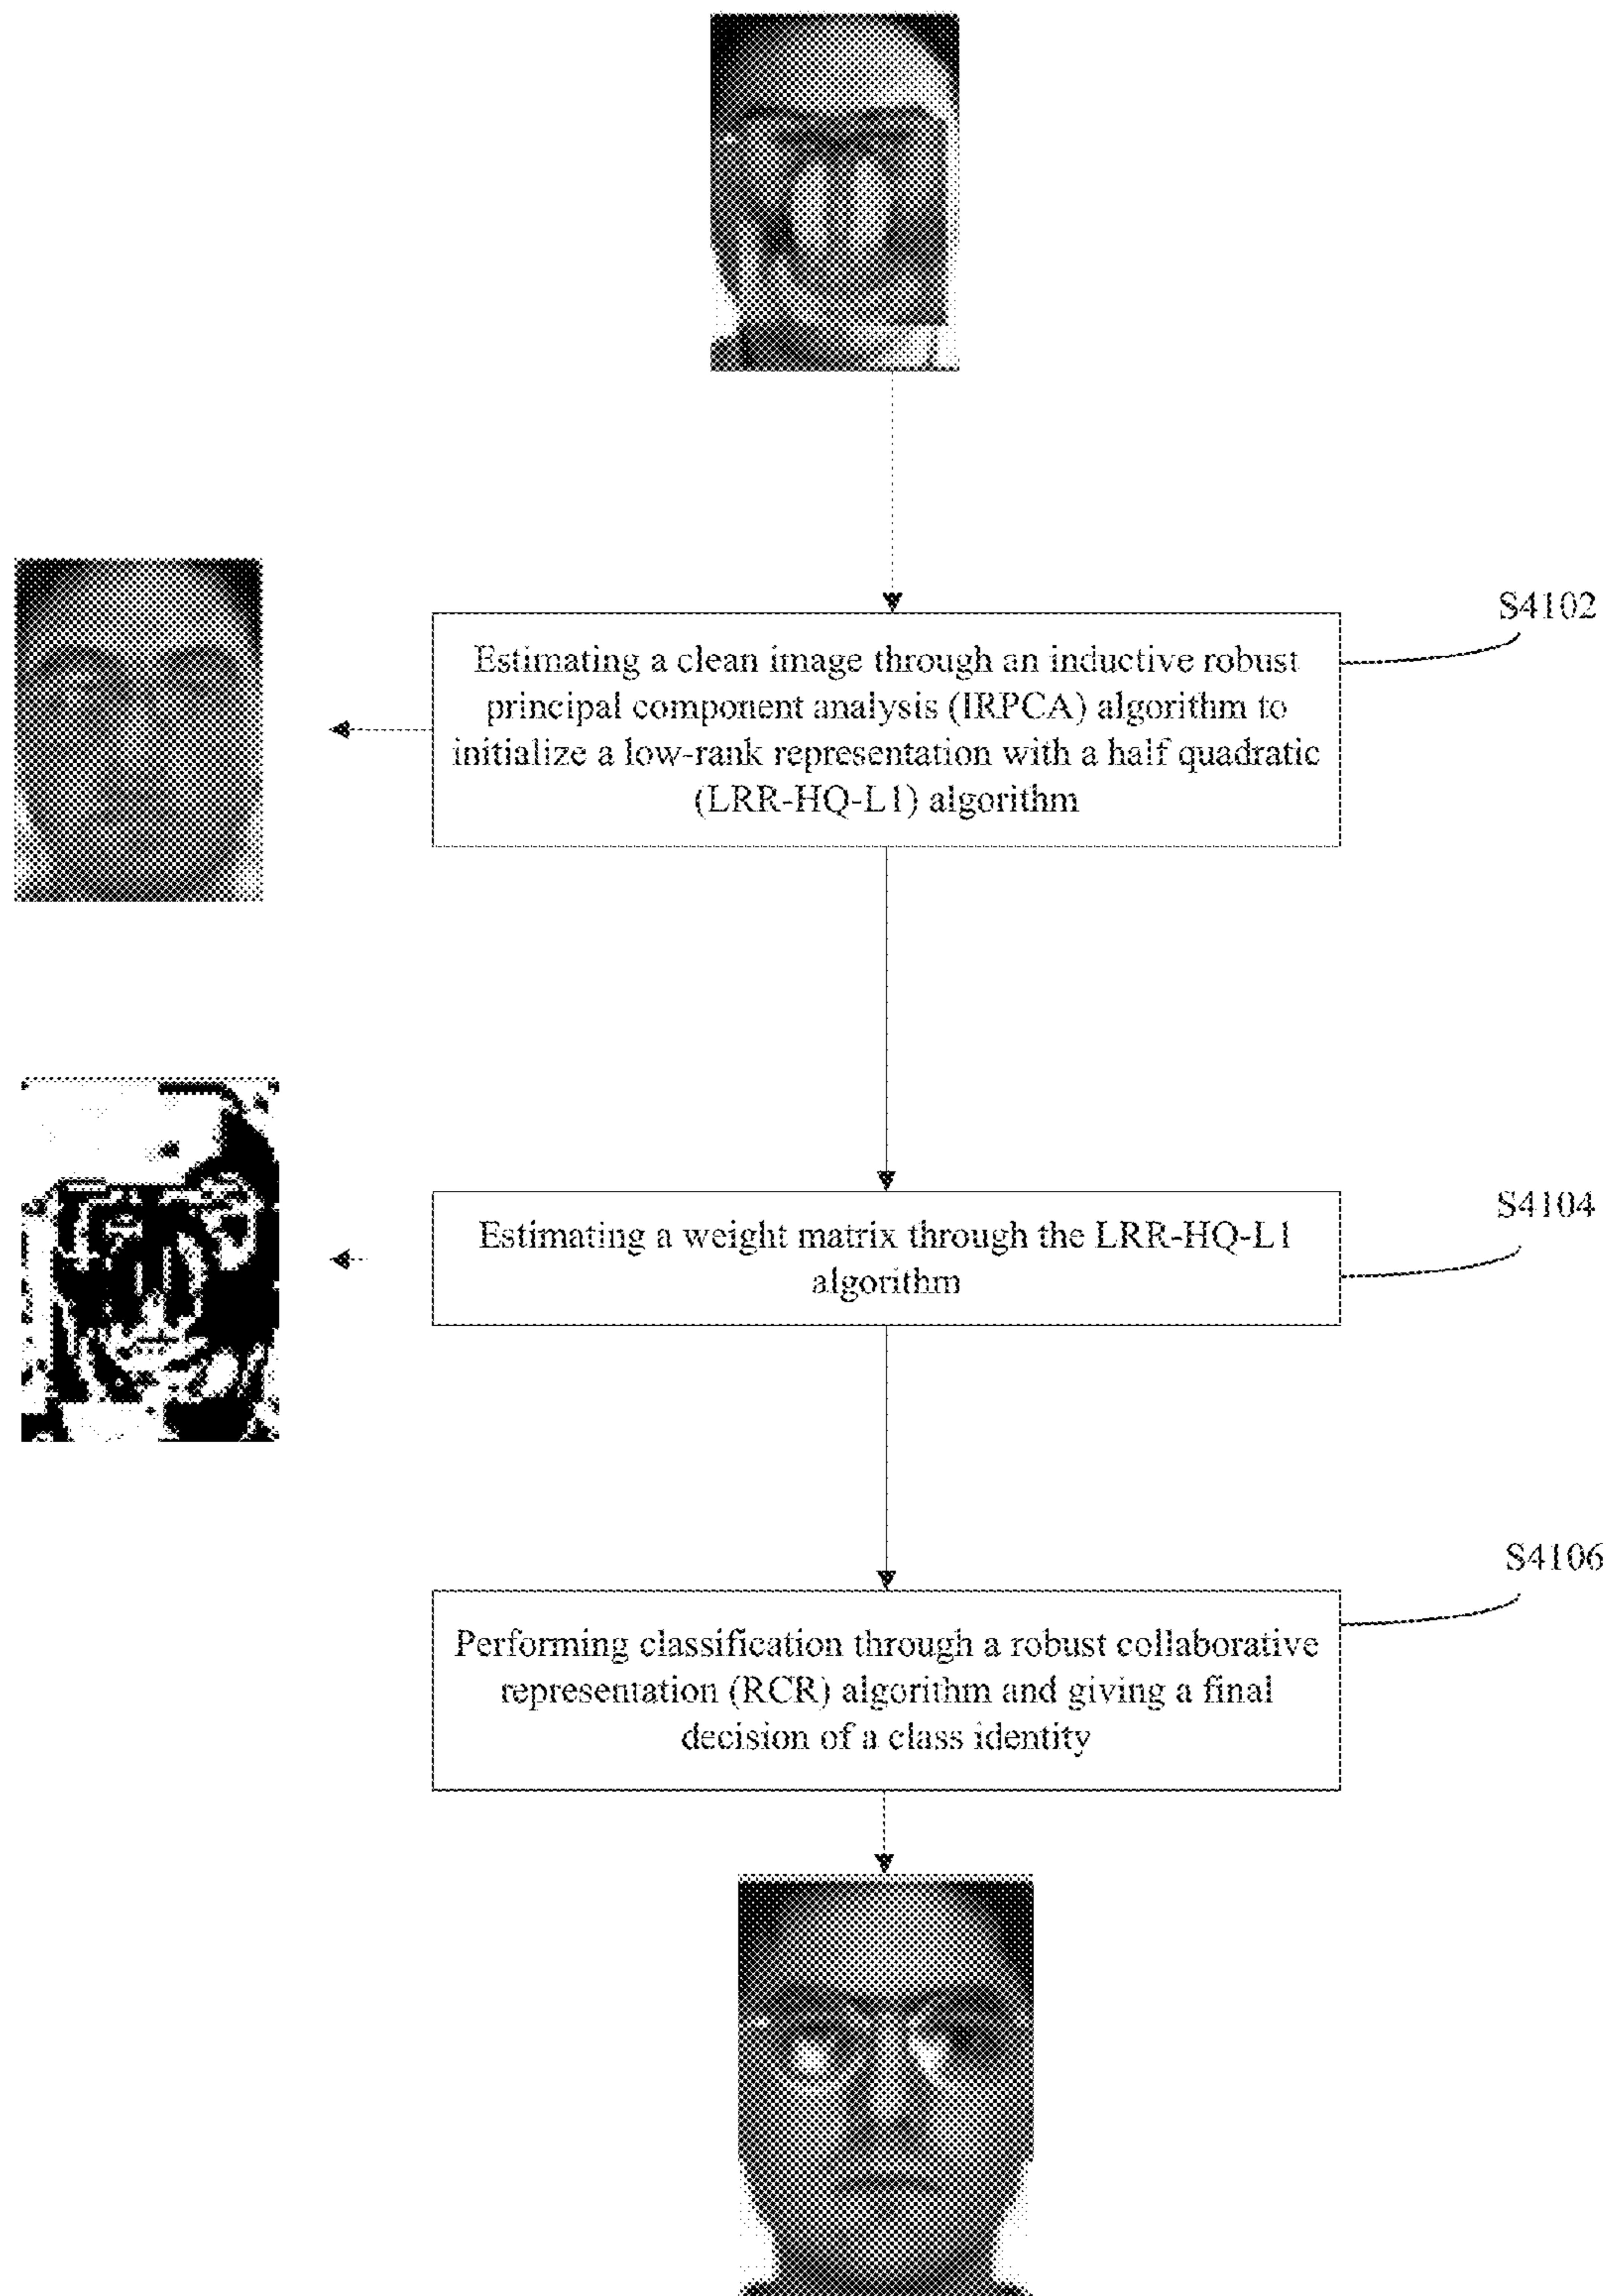 S4102
Estimating a clean image through an inductive robust
principal component analysis (IRPCA) algorithm to
initialize a low-rank representation with a half quadratic
(LRR-HQ-L1) algorithm
S4104
Estimating a weight matrix through the LRR-HQ-L1
algorithm
S4106
Performing classification through a robust collaborative
representation (RCR) algorithm and giving a final
decision of a class identity